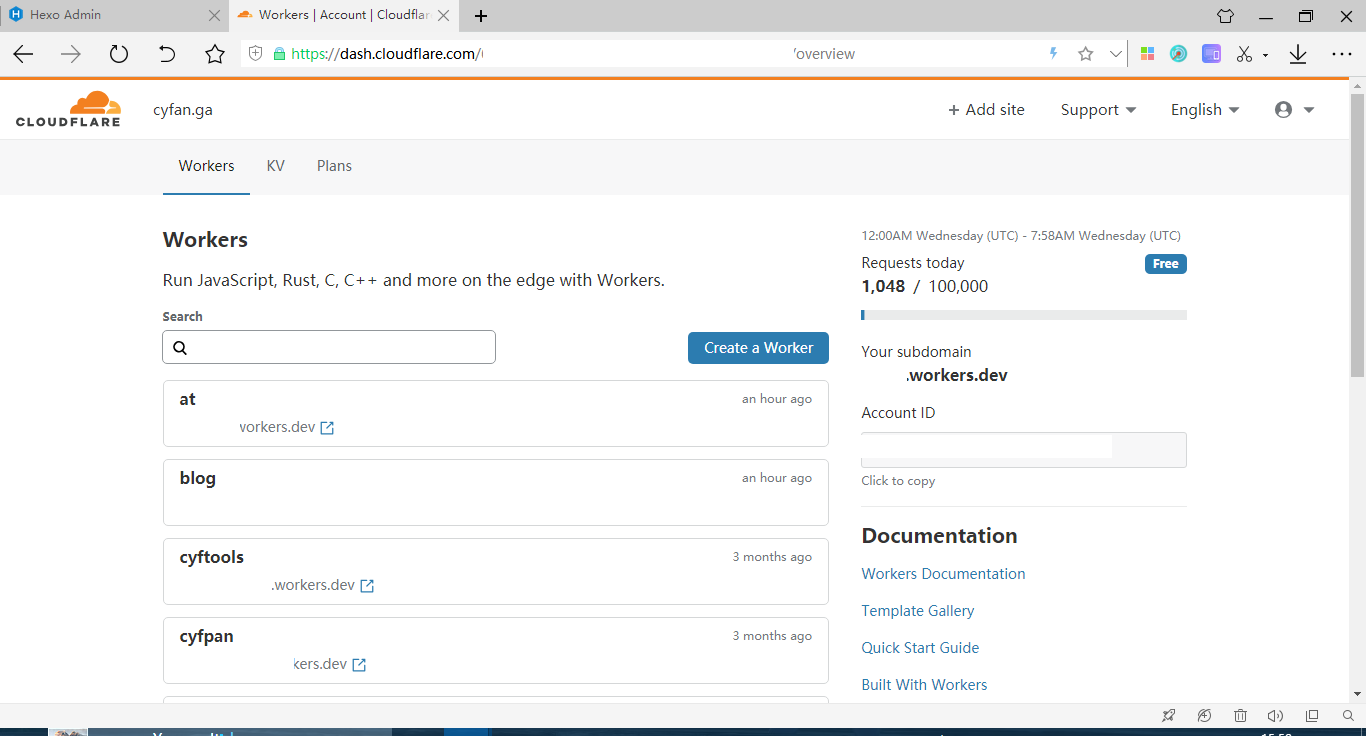 Hexo Admin
Workers | Account | Cloudflar
https://dash.cloudflare.com/
overview
CLOUDFLARE
cyfan.ga
+ Add site
Support
English
Workers
KV
Plans
Workers
Run JavaScript, Rust, C, C++ and more on the edge with Workers.
Search
Create a Worker
at
an hour ago
workers.dev
blog
an hour ago
cyftools
3 months ago
.workers.dev
cyfpan
3 months ago
kers.dev
12:00AM Wednesday (UTC) - 7:58AM Wednesday (UTC)
Requests today
Free
1,048 / 100,000
Your subdomain
.workers.dev
Account ID
Click to copy
Documentation
Workers Documentation
Template Gallery
Quick Start Guide
Built With Workers